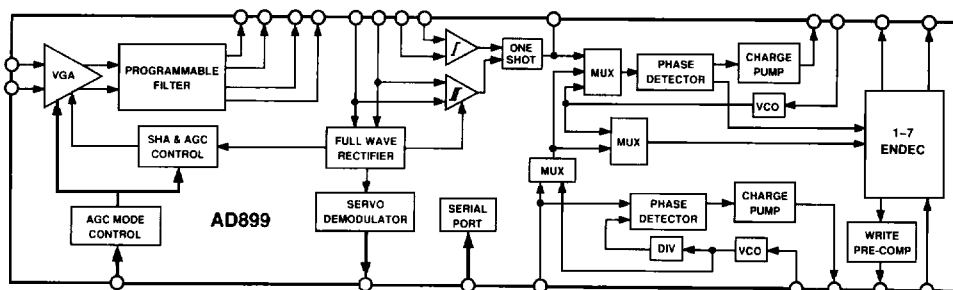 VGA
PROGRAMMABLE
FILTER
SHA & AGC
CONTROL
AGC MODE
CONTROL
AD899
FULL WAVE
RECTIFIER
SERVO
DEMODULATOR
SERIAL
PORT
ONE
SHOT
MUX
PHASE
DETECTOR
CHARGE
PUMP
VCO
MUX
MUX
PHASE
DETECTOR
CHARGE
PUMP
DIV
VCO
1–7
ENDEC
WRITE
PRE-COMP